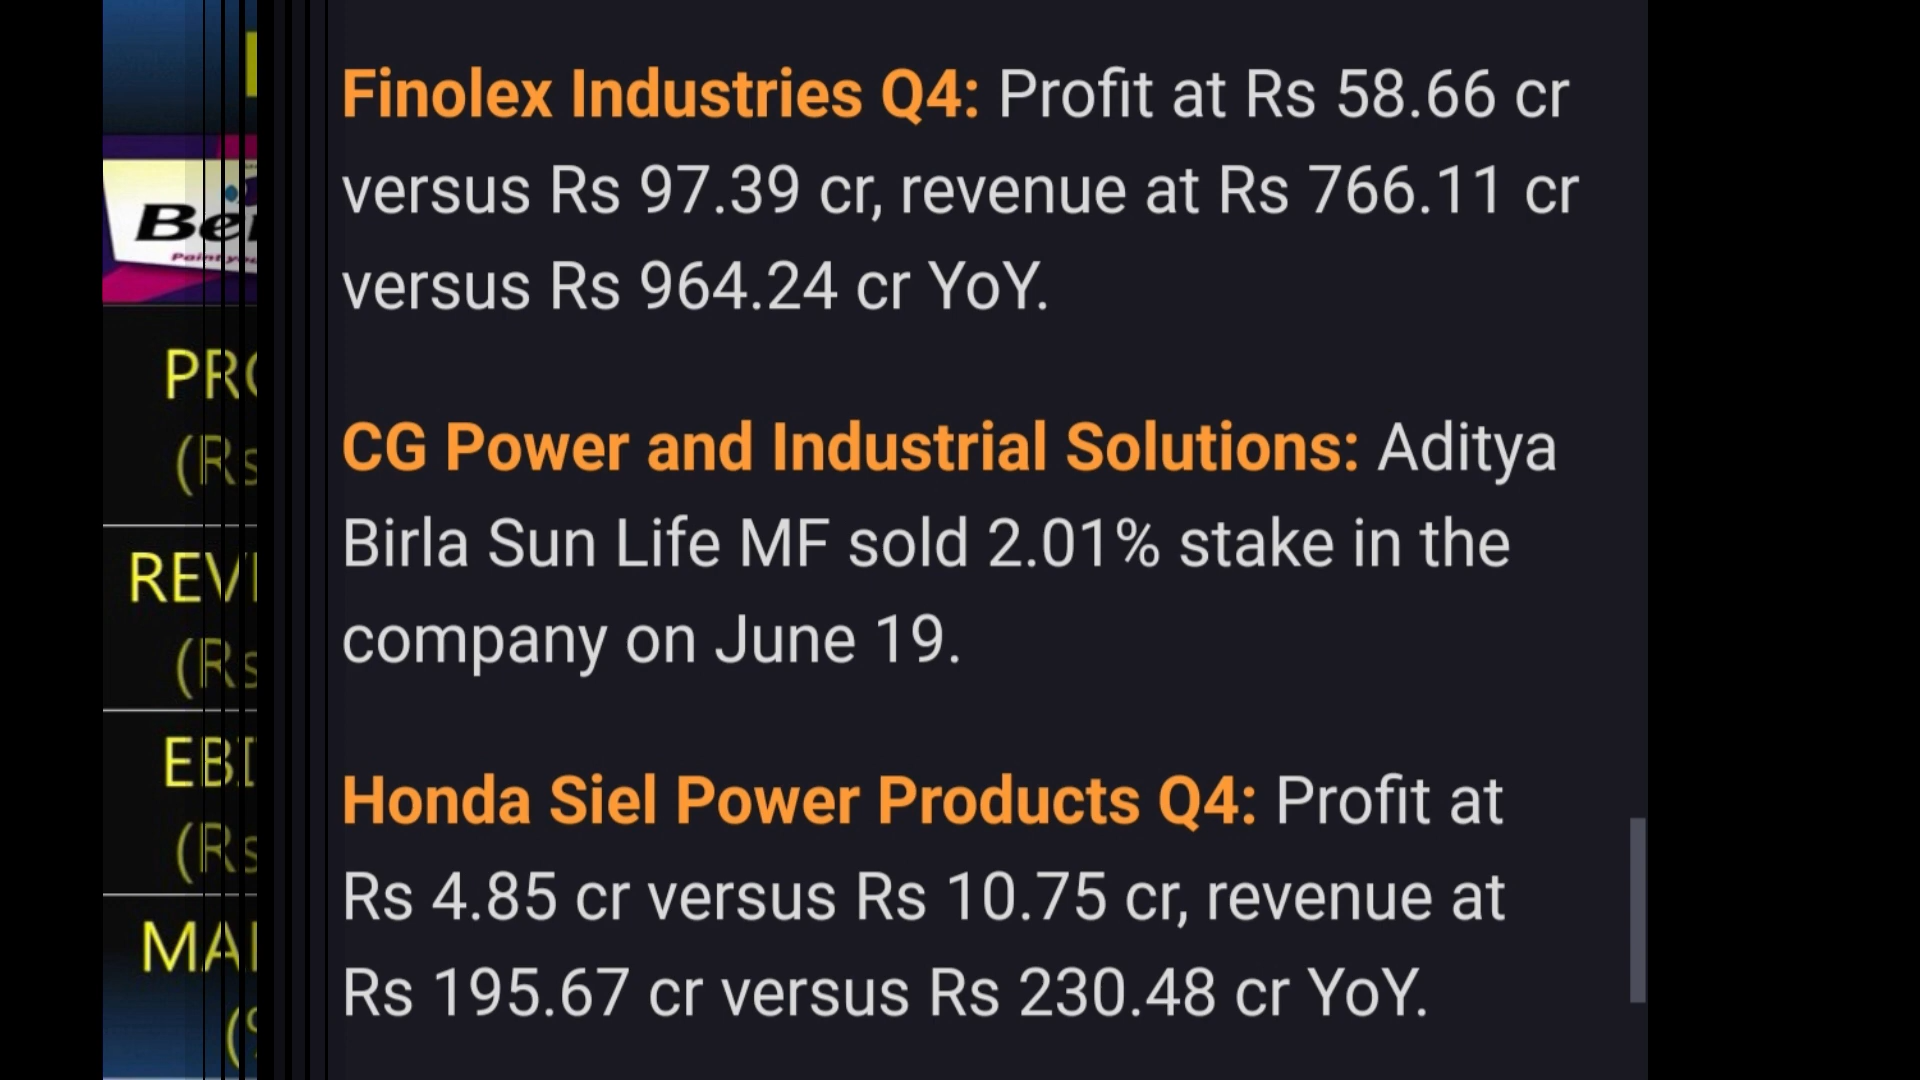 Finolex Industries Q4: Profit at Rs 58.66 cr
versus Rs 97.39 cr, revenue at Rs 766.11 cr
versus Rs 964.24 cr YoY.
CG Power and Industrial Solutions: Aditya
Birla Sun Life MF sold 2.01% stake in the
company on June 19.
Honda Siel Power Products Q4: Profit at
Rs 4.85 cr versus Rs 10.75 cr, revenue at
Rs 195.67 cr versus Rs 230.48 cr YoY.
(Rs
(Rs
(Rs